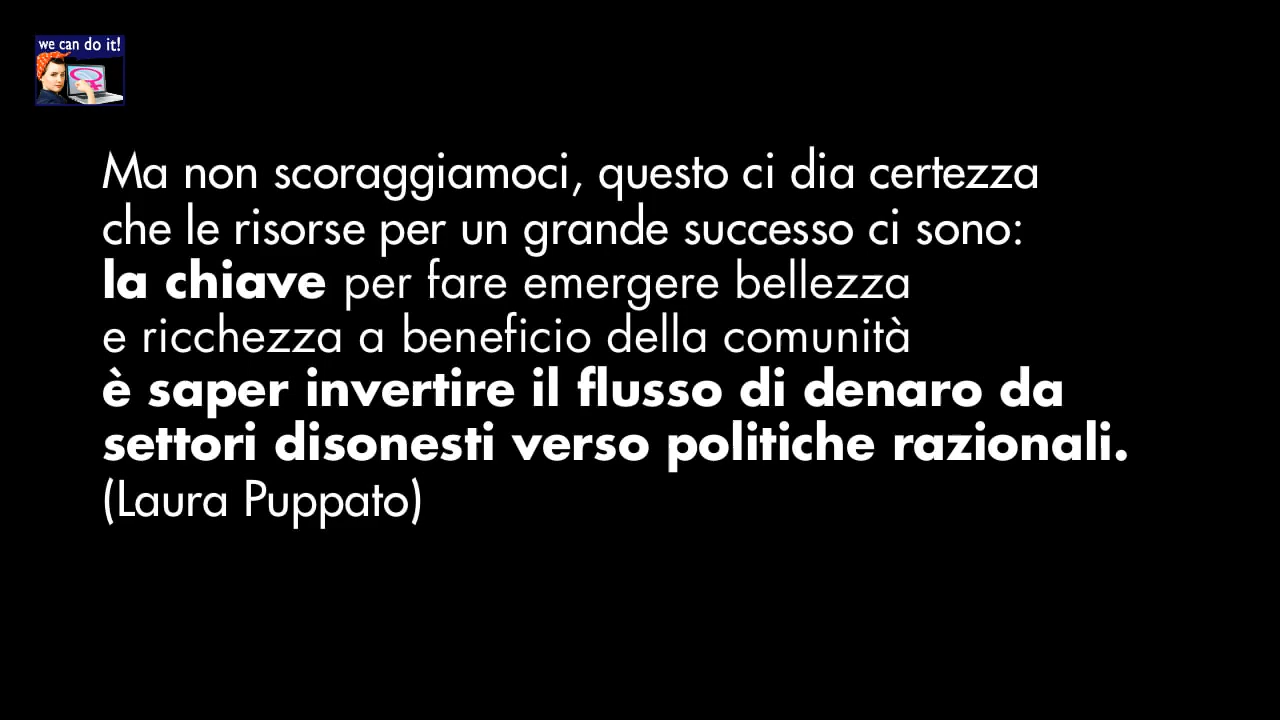 we can do it!
Ma non scoraggiamoci, questo ci dia certezza
che le risorse per un grande successo ci sono:
la chiave per fare emergere bellezza
e ricchezza a beneficio della comunità
è saper invertire il flusso di denaro da
settori disonesti verso politiche razionali.
(Laura Puppato)